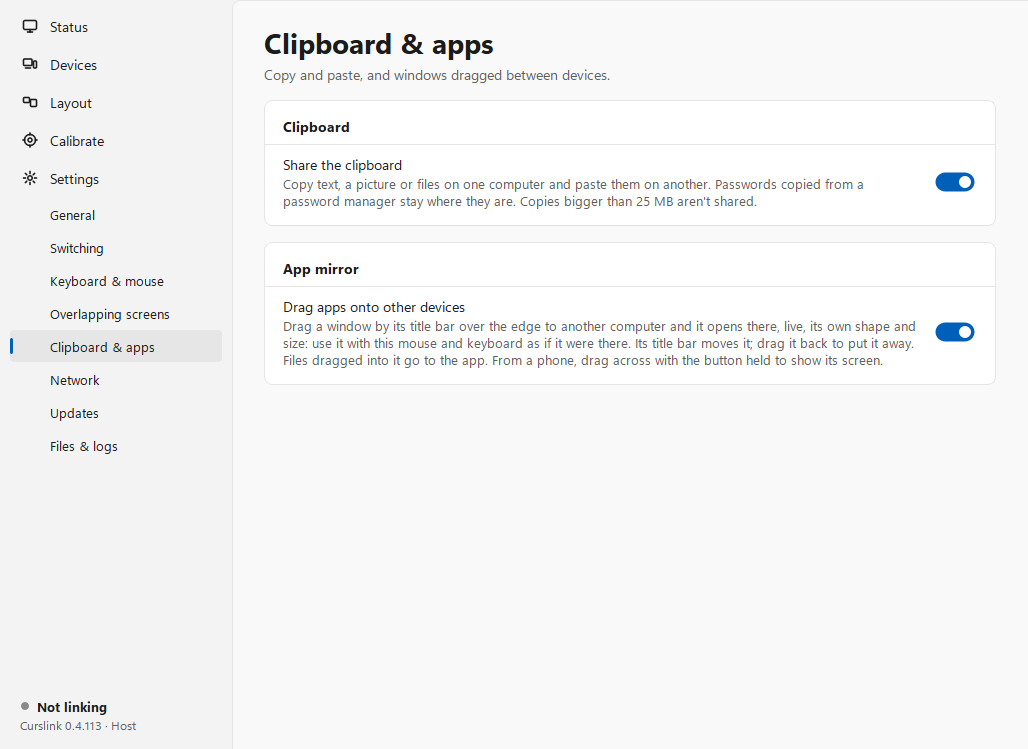 Status
Devices
Layout
Calibrate
Settings
General
Switching
Keyboard & mouse
Overlapping screens
Clipboard & apps
Network
Updates
Files & logs
Not linking
Curslink 0.4.113 · Host
Clipboard & apps
Copy and paste, and windows dragged between devices.
Clipboard
Share the clipboard
Copy text, a picture or files on one computer and paste them on another. Passwords copied from a
password manager stay where they are. Copies bigger than 25 MB aren't shared.
App mirror
Drag apps onto other devices
Drag a window by its title bar over the edge to another computer and it opens there, live, its own shape and
size: use it with this mouse and keyboard as if it were there. Its title bar moves it; drag it back to put it away.
Files dragged into it go to the app. From a phone, drag across with the button held to show its screen.